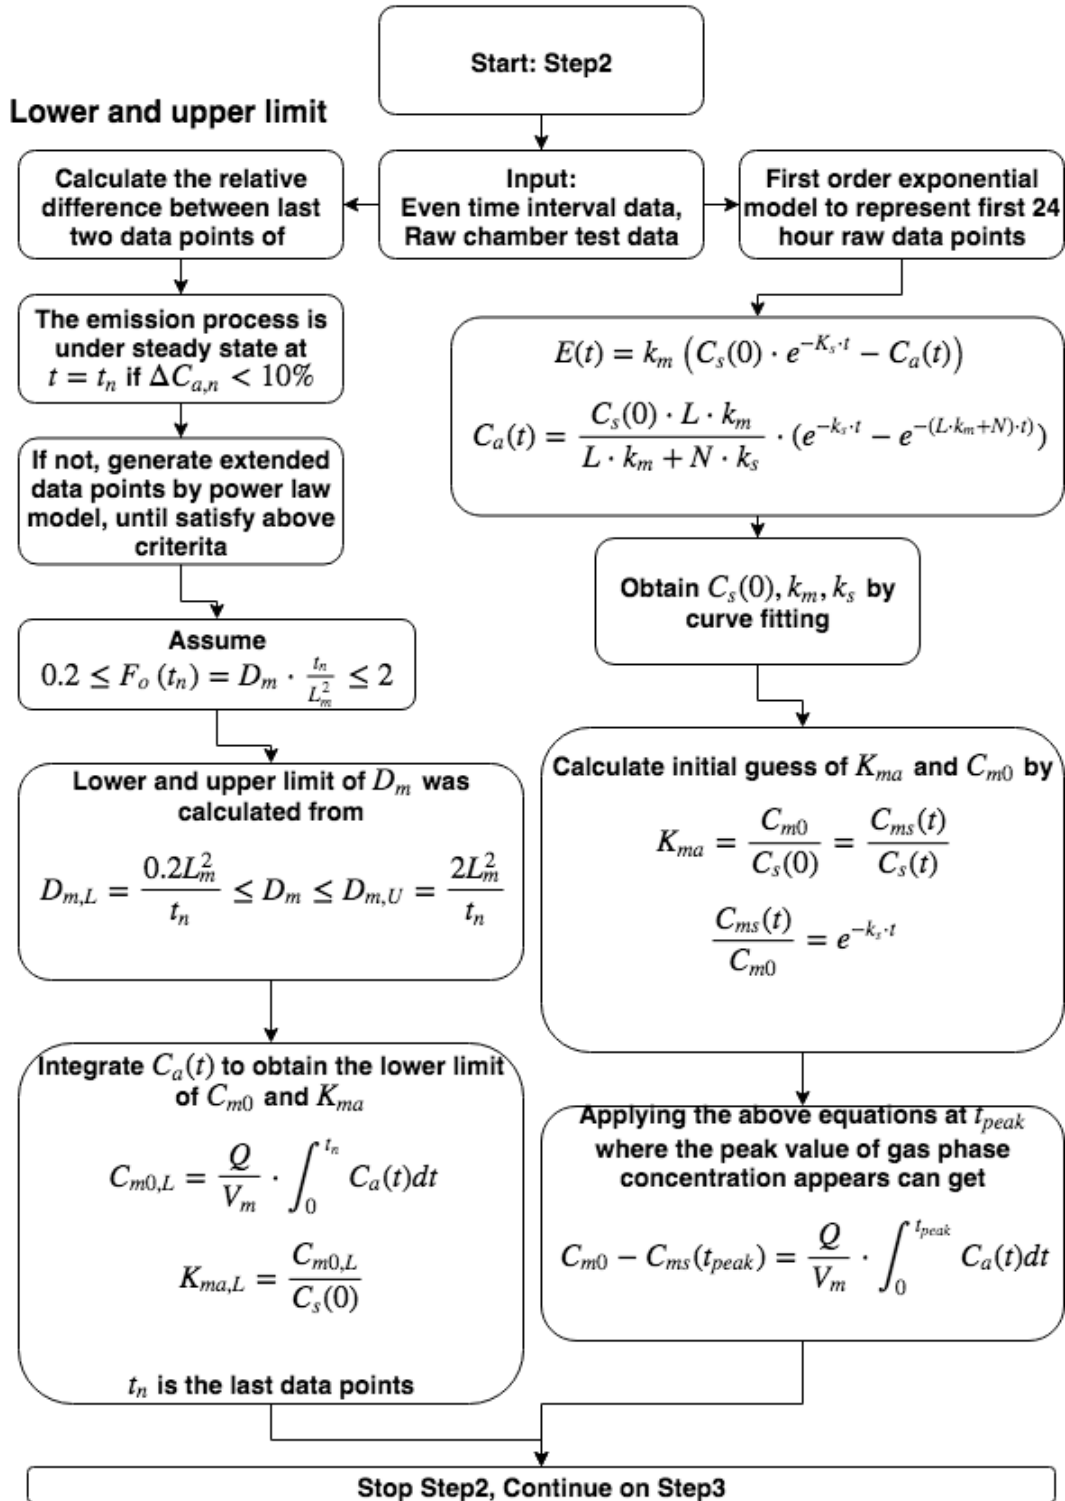 Start: Step2
Lower and upper limit
Calculate the relative
difference between last
two data points of
Input:
Even time interval data,
Raw chamber test data
First order exponential
model to represent first 24
hour raw data points
The emission process is
under steady state at
t = t_n if ΔC_{a,n} < 10%
If not, generate extended
data points by power law
model, until satisfy above
criterita
Assume
0.2 ≤ F_o (t_n) = D_m · t_n / L_m^2 ≤ 2
Lower and upper limit of D_m was
calculated from
D_{m,L} = 0.2L_m^2 / t_n ≤ D_m ≤ D_{m,U} = 2L_m^2 / t_n
Integrate C_a(t) to obtain the lower limit
of C_{m0} and K_{ma}
C_{m0,L} = Q / V_m · ∫_0^{t_n} C_a(t)dt
K_{ma,L} = C_{m0,L} / C_s(0)
t_n is the last data points
E(t) = k_m (C_s(0) · e^{-K_s·t} − C_a(t))
C_a(t) = C_s(0) · L · k_m / L · k_m + N · k_s · (e^{-k_s·t} − e^{-(L·k_m+N)·t)})
Obtain C_s(0), k_m, k_s by
curve fitting
Calculate initial guess of K_{ma} and C_{m0} by
K_{ma} = C_{m0} / C_s(0) = C_{ms}(t) / C_s(t)
C_{ms}(t) / C_{m0} = e^{-k_s·t}
Applying the above equations at t_{peak}
where the peak value of gas phase
concentration appears can get
C_{m0} − C_{ms}(t_{peak}) = Q / V_m · ∫_0^{t_{peak}} C_a(t)dt
Stop Step2, Continue on Step3